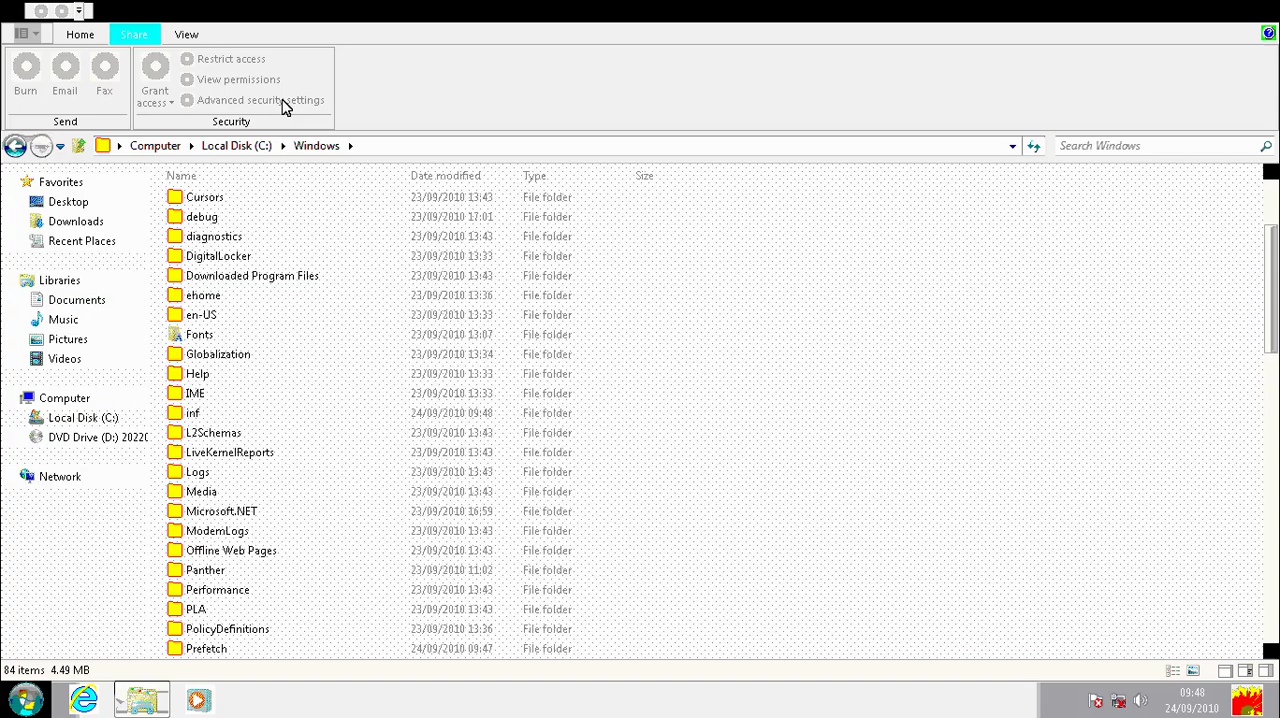 Home Share View
Burn Email Fax
Send
Grant access
Restrict access
View permissions
Advanced security settings
Security
Computer Local Disk (C:) Windows
Search Windows
Favorites
Desktop
Downloads
Recent Places
Libraries
Documents
Music
Pictures
Videos
Computer
Local Disk (C:)
DVD Drive (D:) 2022
Network
Name Date modified Type Size
Cursors 23/09/2010 13:43 File folder
debug 23/09/2010 17:01 File folder
diagnostics 23/09/2010 13:43 File folder
DigitalLocker 23/09/2010 13:33 File folder
Downloaded Program Files 23/09/2010 13:43 File folder
ehome 23/09/2010 13:36 File folder
en-US 23/09/2010 13:33 File folder
Fonts 23/09/2010 13:07 File folder
Globalization 23/09/2010 13:34 File folder
Help 23/09/2010 13:33 File folder
IME 23/09/2010 13:33 File folder
inf 24/09/2010 09:48 File folder
L2Schemas 23/09/2010 13:43 File folder
LiveKernelReports 23/09/2010 13:43 File folder
Logs 23/09/2010 13:43 File folder
Media 23/09/2010 13:43 File folder
Microsoft.NET 23/09/2010 16:59 File folder
ModemLogs 23/09/2010 13:43 File folder
Offline Web Pages 23/09/2010 13:43 File folder
Panther 23/09/2010 11:02 File folder
Performance 23/09/2010 13:43 File folder
PLA 23/09/2010 13:43 File folder
PolicyDefinitions 23/09/2010 13:36 File folder
Prefetch 24/09/2010 09:47 File folder
84 items 4.49 MB
09:48
24/09/2010